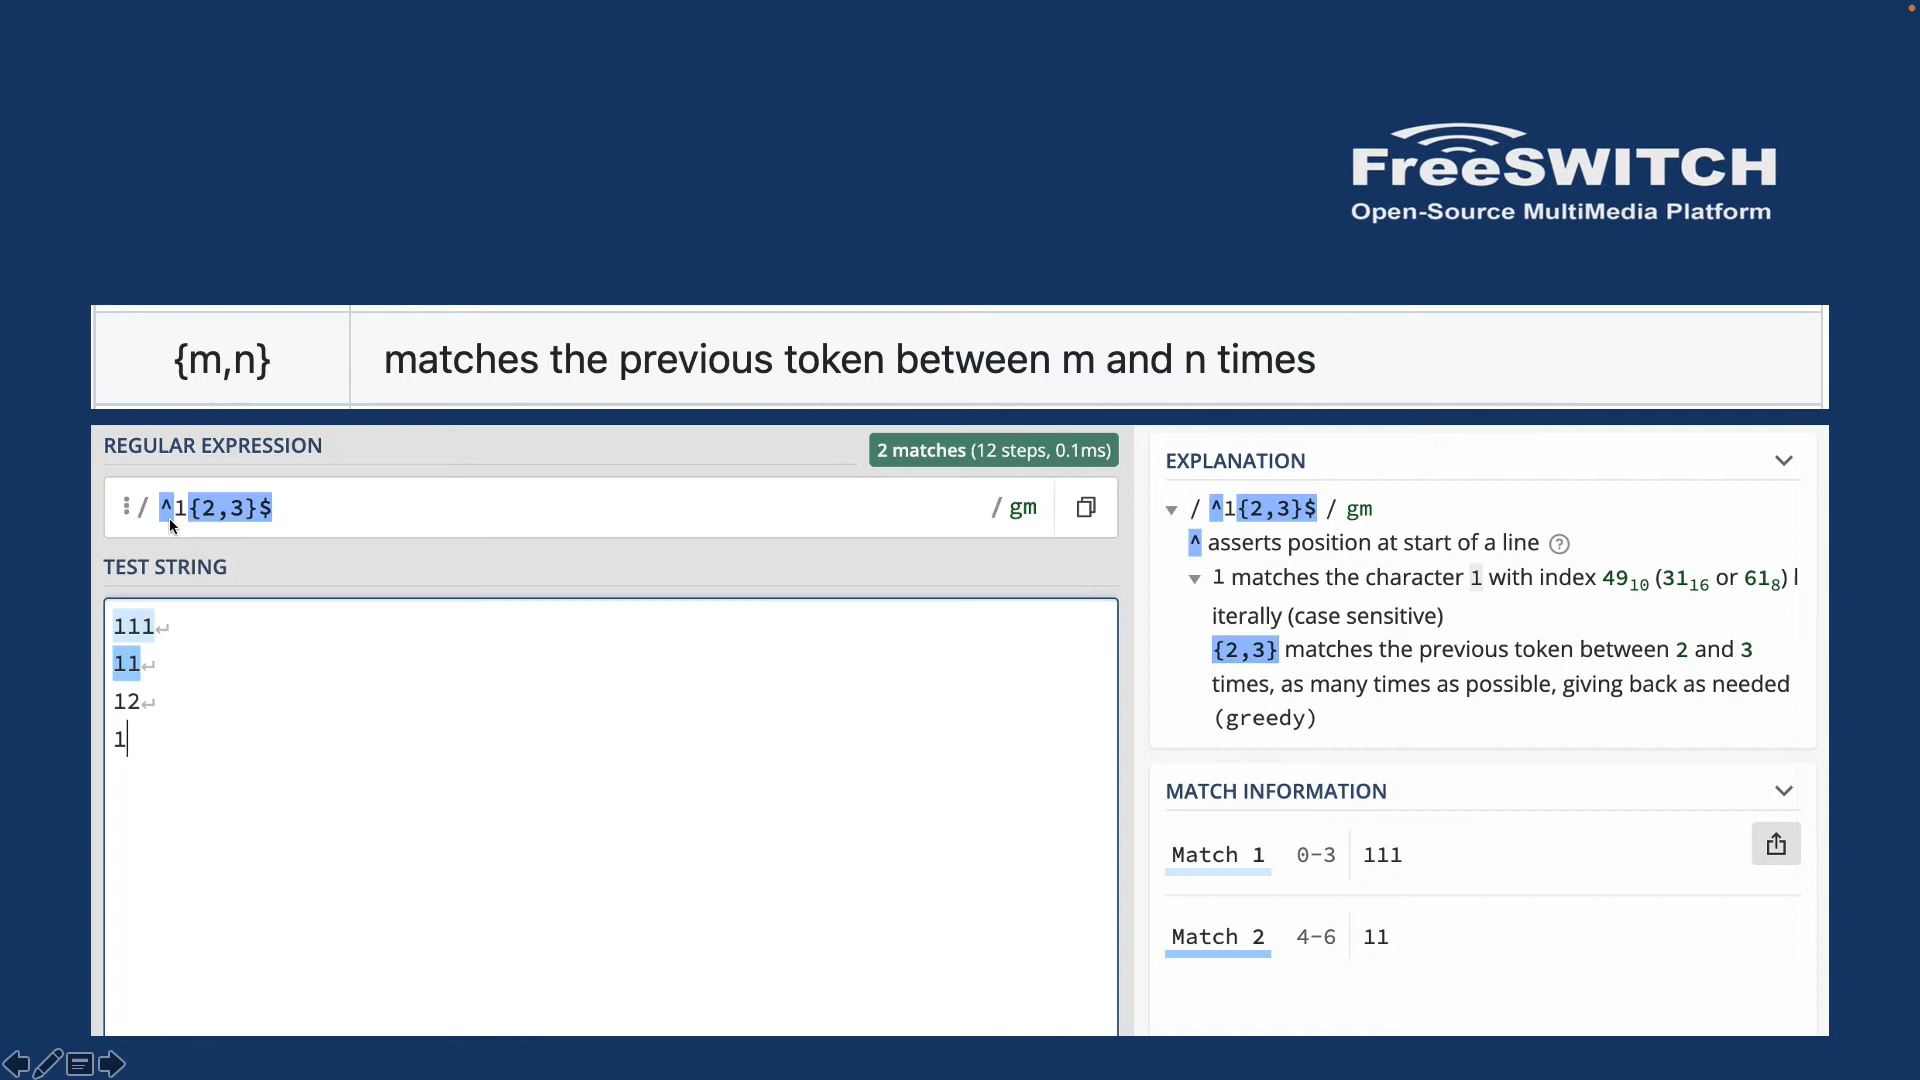 FreeSWITCH
Open-Source MultiMedia Platform
{m,n} matches the previous token between m and n times
REGULAR EXPRESSION
2 matches (12 steps, 0.1ms)
/ ^1{2,3}$ / gm
TEST STRING
111↵
11↵
12↵
1
EXPLANATION
/ ^1{2,3}$ / gm
^ asserts position at start of a line ?
1 matches the character 1 with index 49₁₀ (31₁₆ or 61₈) l
iterally (case sensitive)
{2,3} matches the previous token between 2 and 3
times, as many times as possible, giving back as needed
(greedy)
MATCH INFORMATION
Match 1 0-3 111
Match 2 4-6 11